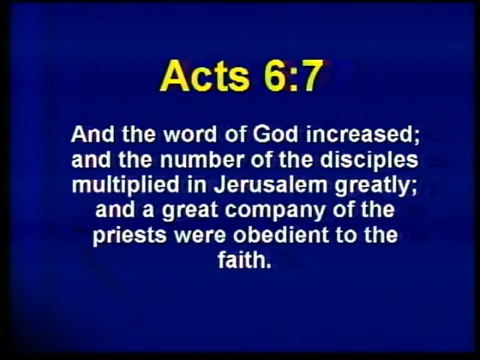 Acts 6:7
And the word of God increased;
and the number of the disciples
multiplied in Jerusalem greatly;
and a great company of the
priests were obedient to the
faith.